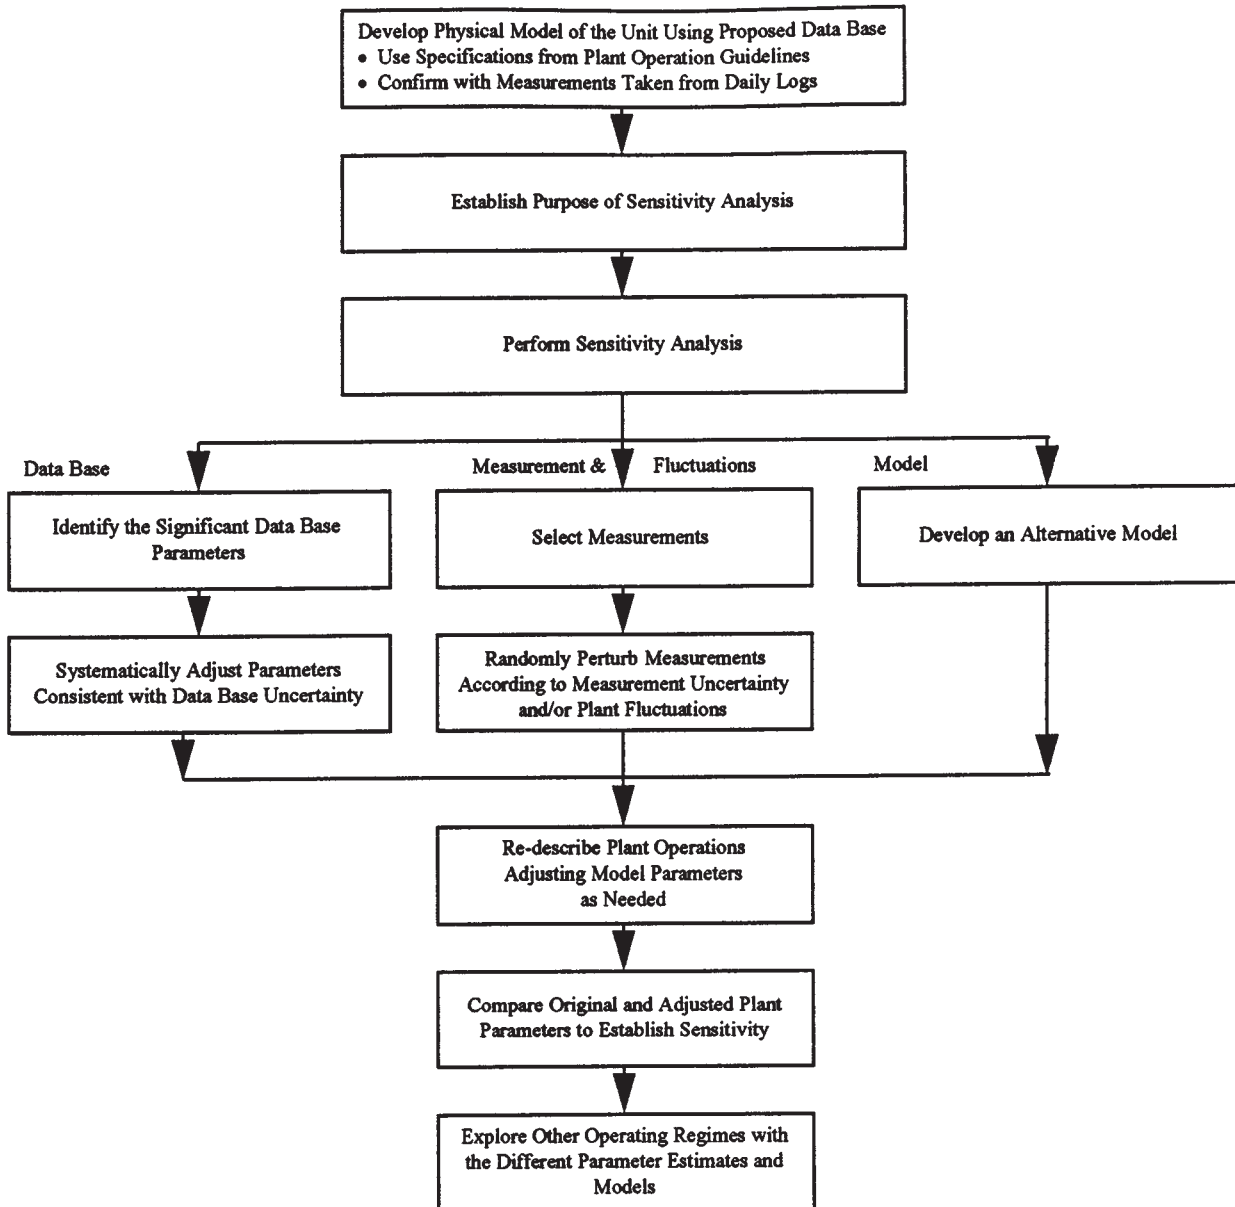 Develop Physical Model of the Unit Using Proposed Data Base
• Use Specifications from Plant Operation Guidelines
• Confirm with Measurements Taken from Daily Logs
Establish Purpose of Sensitivity Analysis
Perform Sensitivity Analysis
Data Base
Measurement & Fluctuations
Model
Identify the Significant Data Base
Parameters
Select Measurements
Develop an Alternative Model
Systematically Adjust Parameters
Consistent with Data Base Uncertainty
Randomly Perturb Measurements
According to Measurement Uncertainty
and/or Plant Fluctuations
Re-describe Plant Operations
Adjusting Model Parameters
as Needed
Compare Original and Adjusted Plant
Parameters to Establish Sensitivity
Explore Other Operating Regimes with
the Different Parameter Estimates and
Models